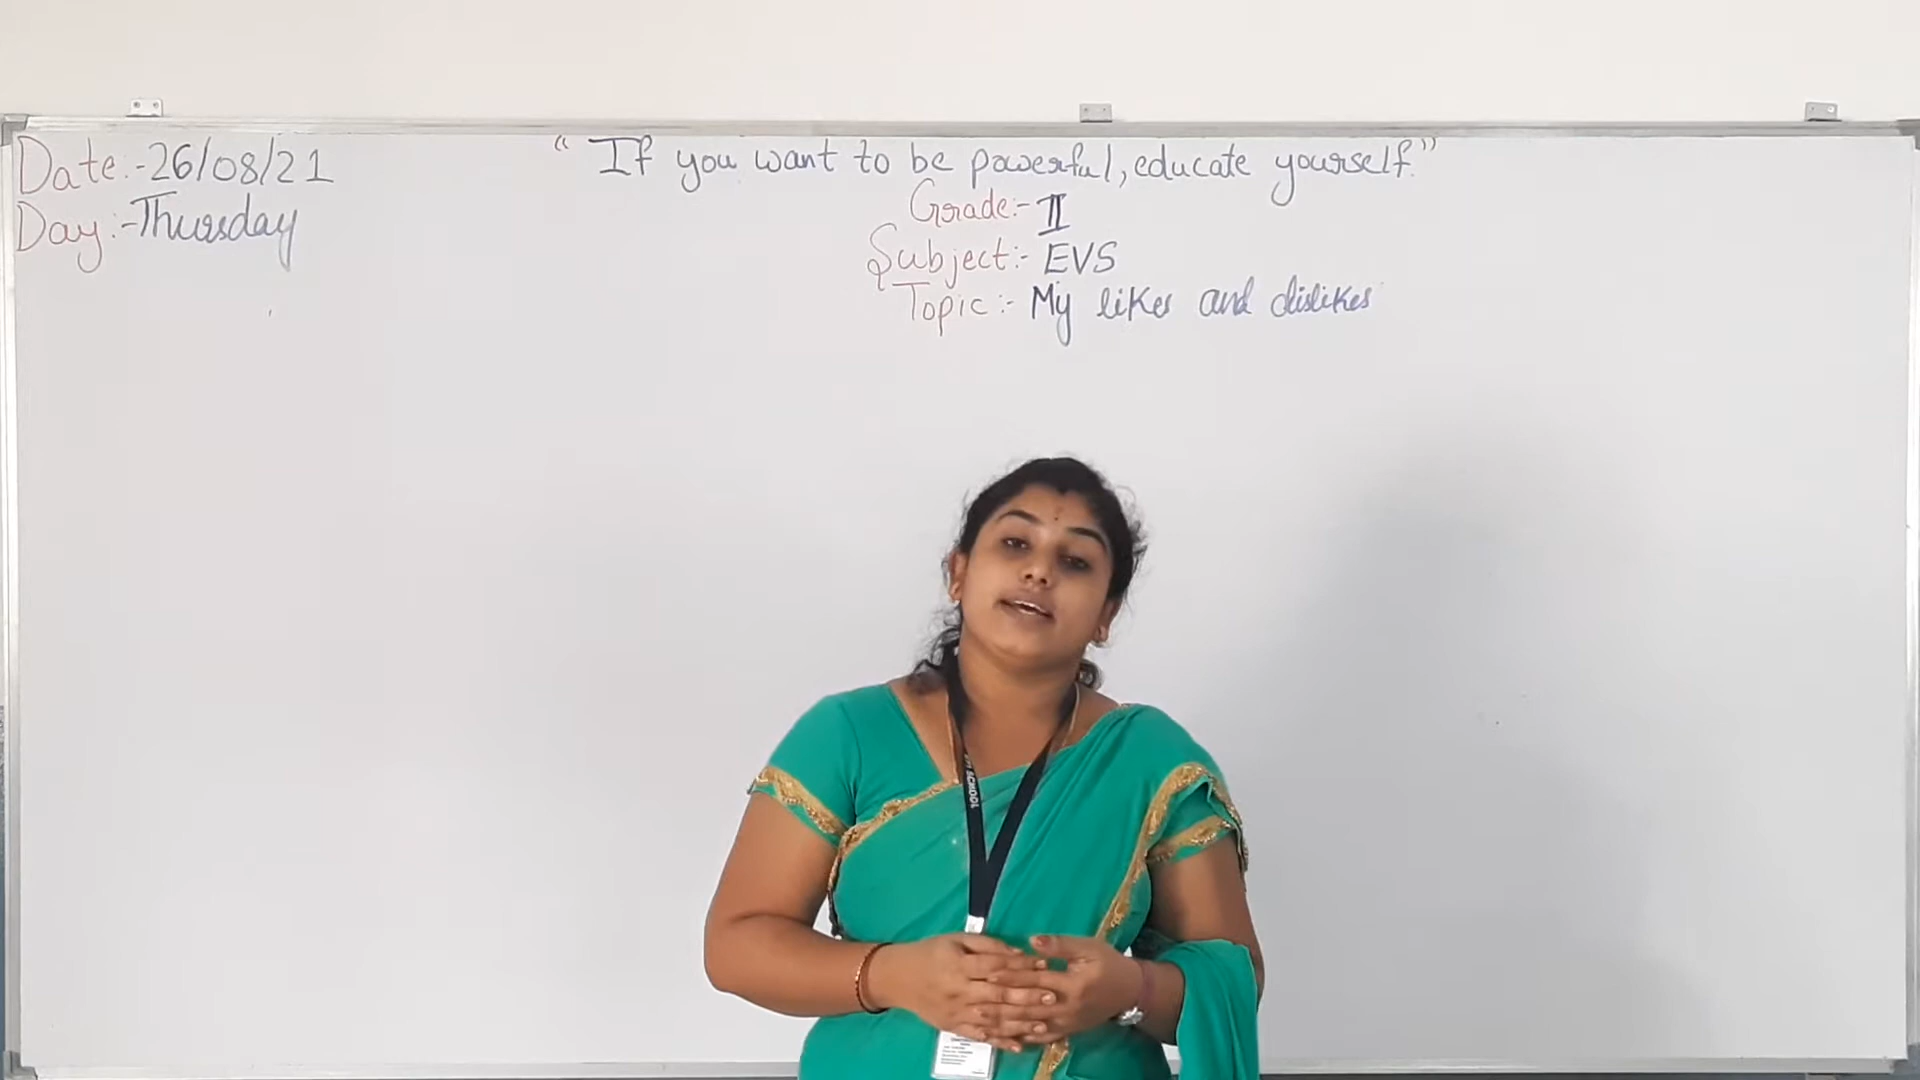 Date:-26/08/21
Day:-Thursday
“ If you want to be powerful, educate yourself.”
Grade:- II
Subject:- EVS
Topic:- My likes and dislikes
SCHOOL